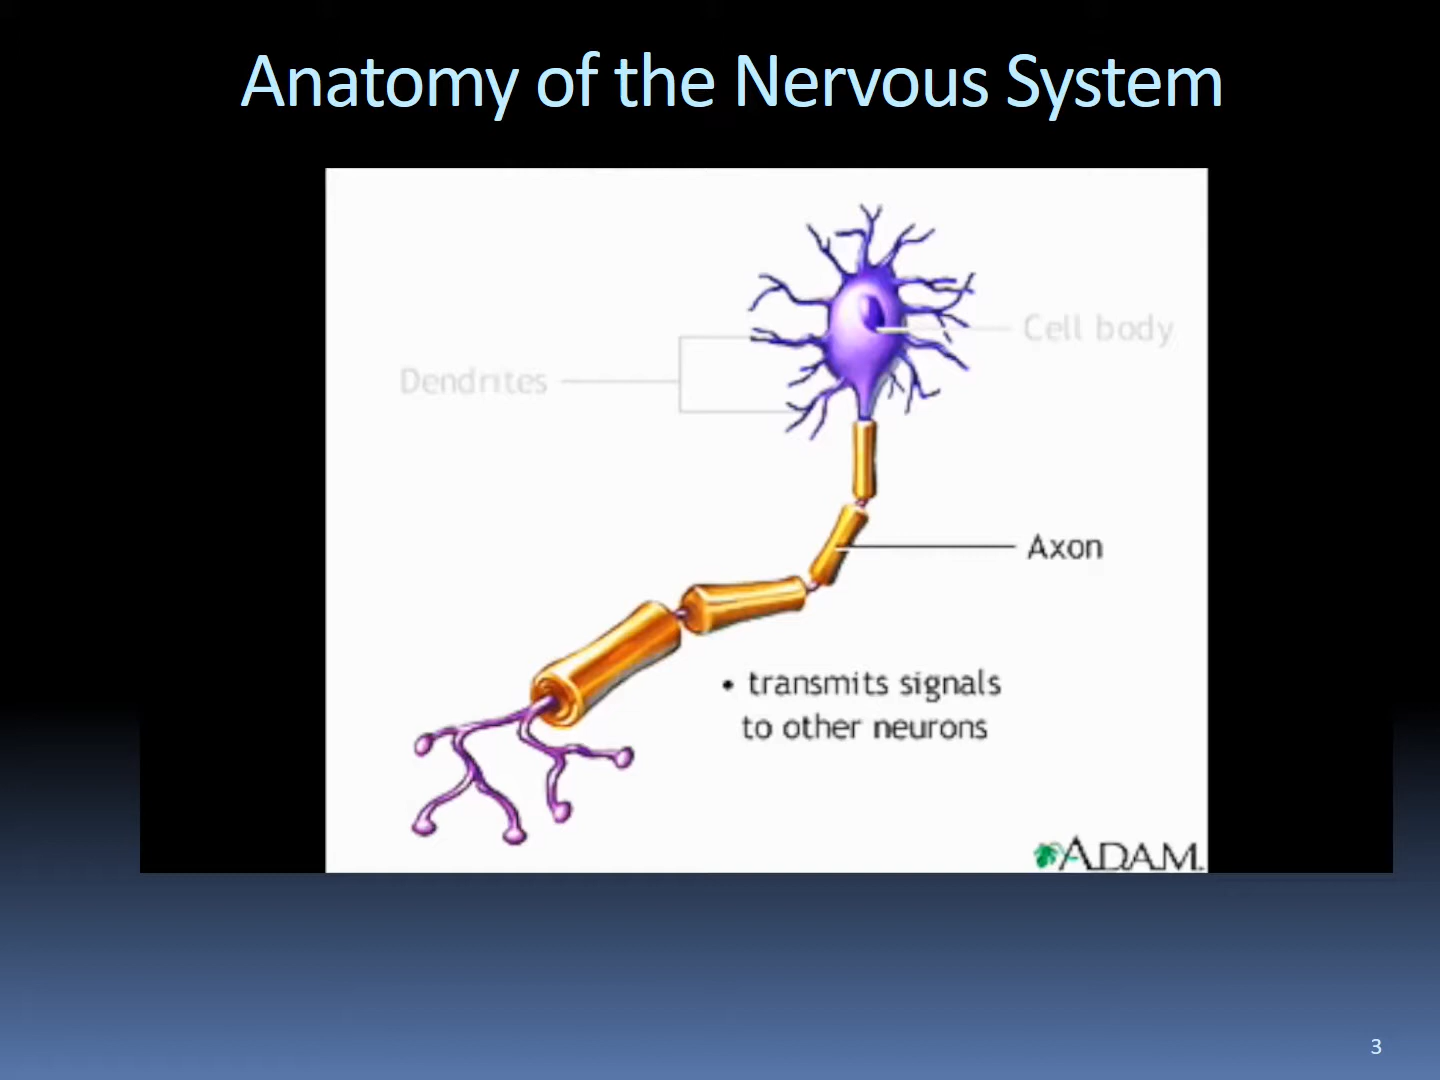 Anatomy of the Nervous System
Cell body
Dendrites
Axon
• transmits signals
to other neurons
ADAM.
3